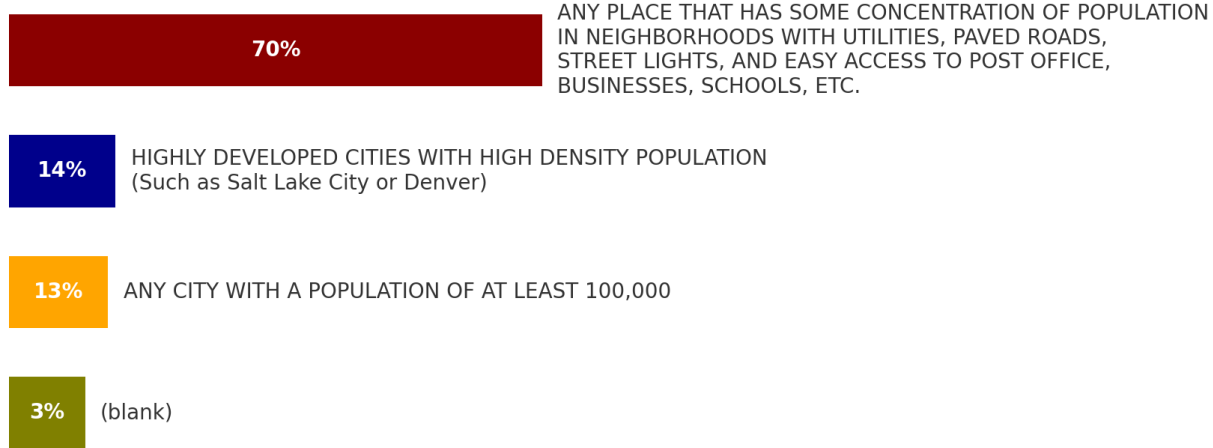 70%
ANY PLACE THAT HAS SOME CONCENTRATION OF POPULATION
IN NEIGHBORHOODS WITH UTILITIES, PAVED ROADS,
STREET LIGHTS, AND EASY ACCESS TO POST OFFICE,
BUSINESSES, SCHOOLS, ETC.
14%
HIGHLY DEVELOPED CITIES WITH HIGH DENSITY POPULATION
(Such as Salt Lake City or Denver)
13%
ANY CITY WITH A POPULATION OF AT LEAST 100,000
3%
(blank)